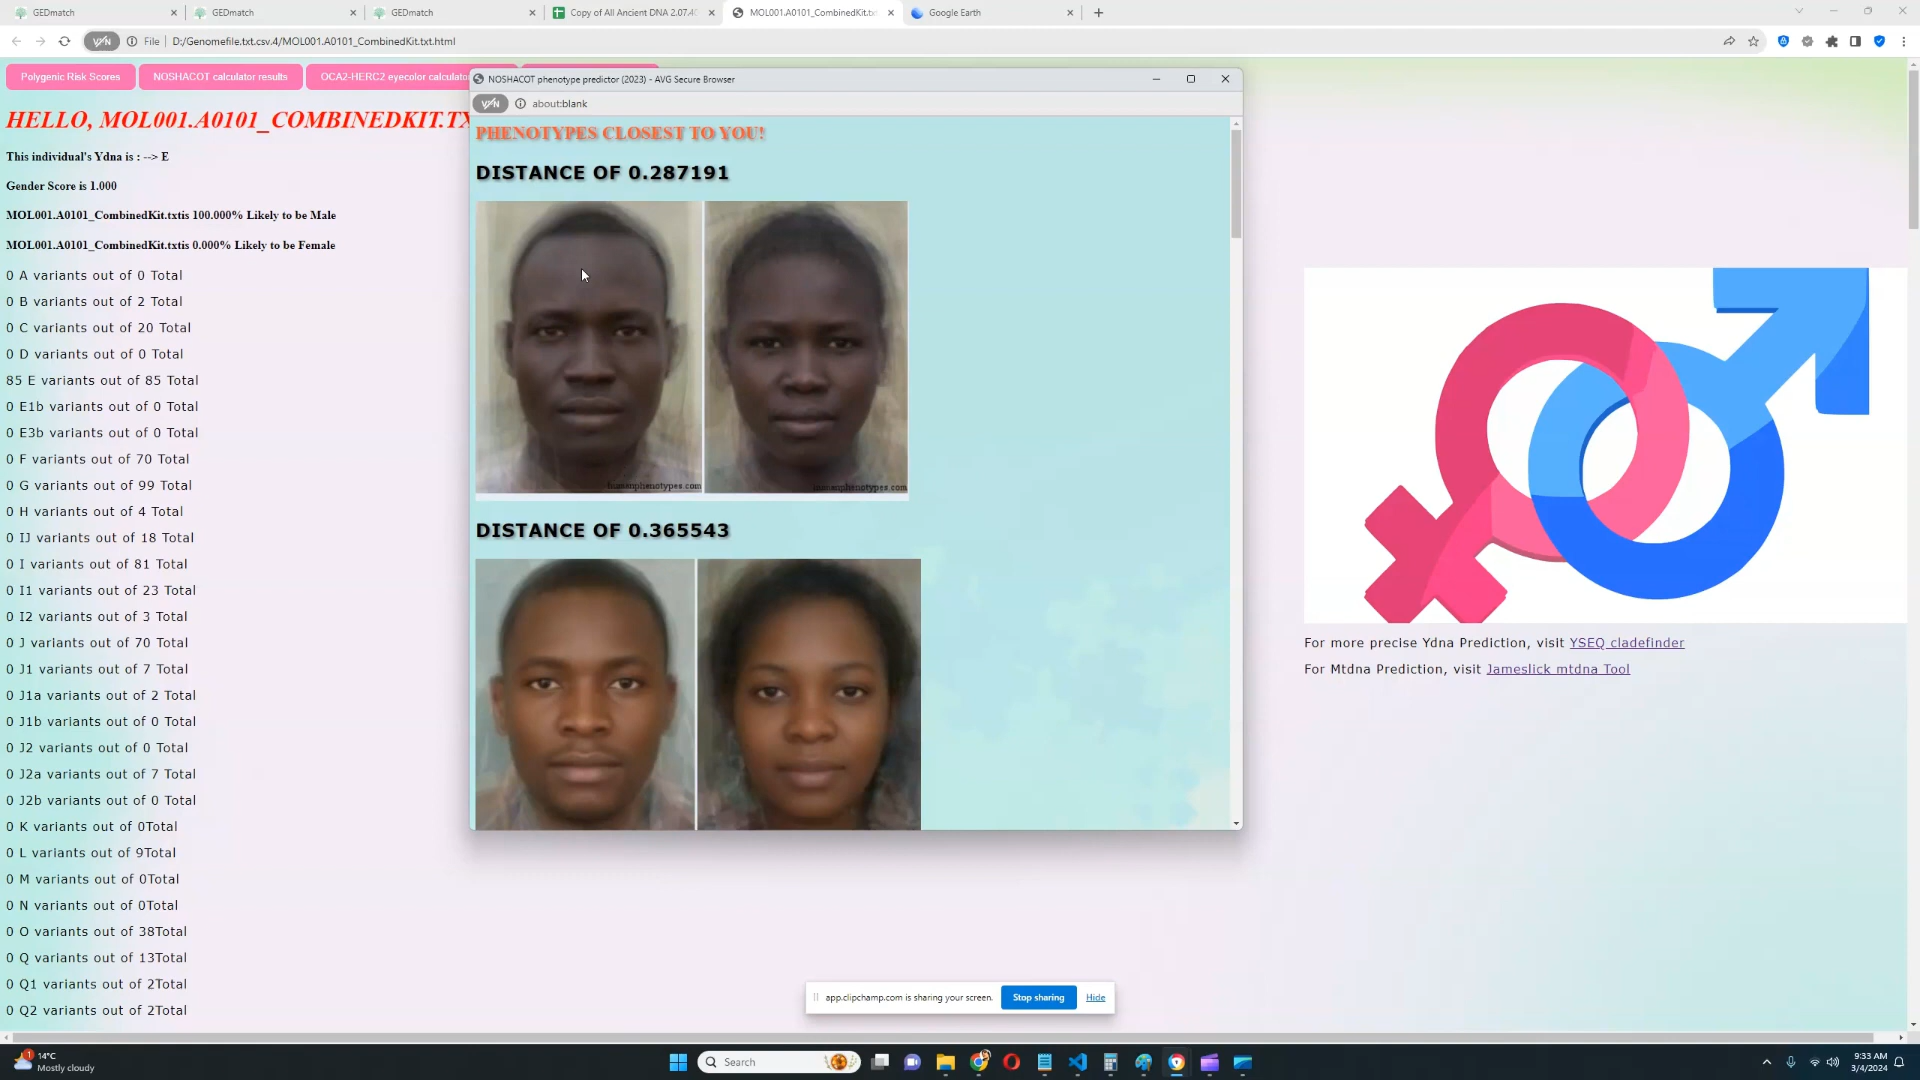 GEDmatch
GEDmatch
GEDmatch
Copy of All Ancient DNA 2.07.4
MOL001.A0101_CombinedKit.tx
Google Earth
VPN
File
D:/Genomefile.txt.csv.4/MOL001.A0101_CombinedKit.txt.html
Polygenic Risk Scores
NOSHACOT calculator results
OCA2-HERC2 eyecolor calculato
HELLO, MOL001.A0101_COMBINEDKIT.TX
This individual's Ydna is : --> E
Gender Score is 1.000
MOL001.A0101_CombinedKit.txtis 100.000% Likely to be Male
MOL001.A0101_CombinedKit.txtis 0.000% Likely to be Female
0 A variants out of 0 Total
0 B variants out of 2 Total
0 C variants out of 20 Total
0 D variants out of 0 Total
85 E variants out of 85 Total
0 E1b variants out of 0 Total
0 E3b variants out of 0 Total
0 F variants out of 70 Total
0 G variants out of 99 Total
0 H variants out of 4 Total
0 IJ variants out of 18 Total
0 I variants out of 81 Total
0 I1 variants out of 23 Total
0 I2 variants out of 3 Total
0 J variants out of 70 Total
0 J1 variants out of 7 Total
0 J1a variants out of 2 Total
0 J1b variants out of 0 Total
0 J2 variants out of 0 Total
0 J2a variants out of 7 Total
0 J2b variants out of 0 Total
0 K variants out of 0Total
0 L variants out of 9Total
0 M variants out of 0Total
0 N variants out of 0Total
0 O variants out of 38Total
0 Q variants out of 13Total
0 Q1 variants out of 2Total
0 Q2 variants out of 2Total
NOSHACOT phenotype predictor (2023) - AVG Secure Browser
VPN
about:blank
PHENOTYPES CLOSEST TO YOU!
DISTANCE OF 0.287191
humanphenotypes.com
humanphenotypes.com
DISTANCE OF 0.365543
For more precise Ydna Prediction, visit YSEQ cladefinder
For Mtdna Prediction, visit Jameslick mtdna Tool
app.clipchamp.com is sharing your screen.
Stop sharing
Hide
1
14°C
Mostly cloudy
Search
9:33 AM
3/4/2024